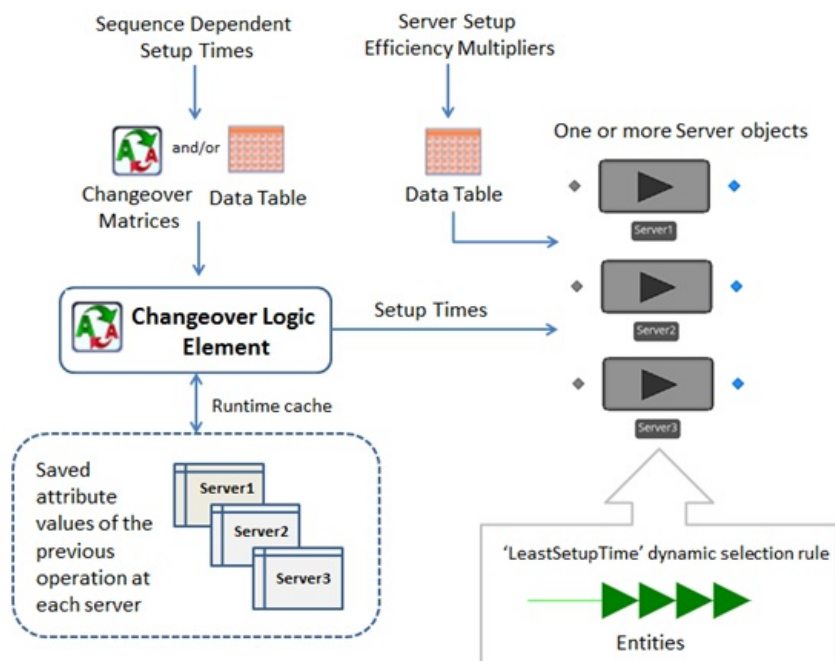 Sequence Dependent
Setup Times
Server Setup
Efficiency Multipliers
A A
and/or
Changeover
Matrices
Data Table
Data Table
One or more Server objects
Server1
Server2
Server3
A A
Changeover Logic
Element
Setup Times
Runtime cache
Saved
attribute
values of the
previous
operation at
each server
Server1
Server2
Server3
'LeastSetupTime' dynamic selection rule
Entities